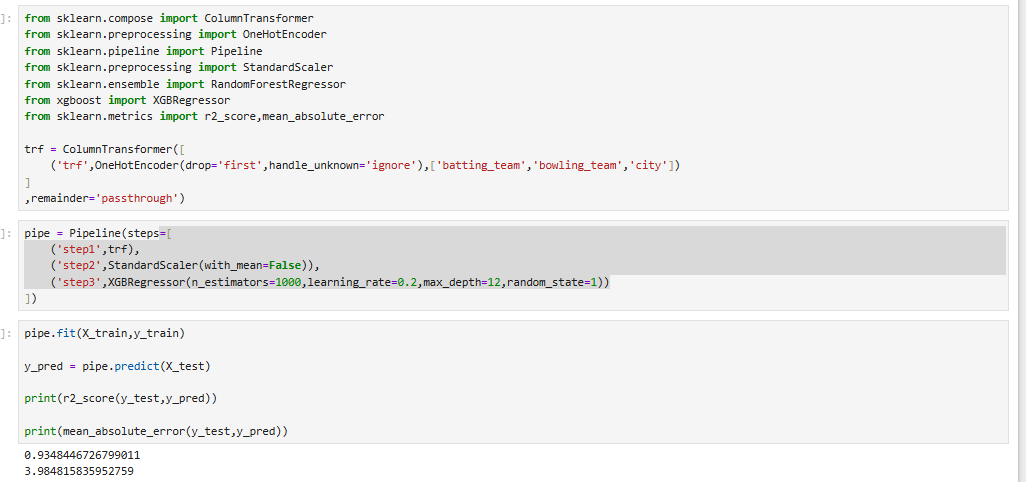 ]:
from sklearn.compose import ColumnTransformer
from sklearn.preprocessing import OneHotEncoder
from sklearn.pipeline import Pipeline
from sklearn.preprocessing import StandardScaler
from sklearn.ensemble import RandomForestRegressor
from xgboost import XGBRegressor
from sklearn.metrics import r2_score,mean_absolute_error

trf = ColumnTransformer([
    ('trf',OneHotEncoder(drop='first',handle_unknown='ignore'),['batting_team','bowling_team','city'])
]
,remainder='passthrough')
]:
pipe = Pipeline(steps=[
    ('step1',trf),
    ('step2',StandardScaler(with_mean=False)),
    ('step3',XGBRegressor(n_estimators=1000,learning_rate=0.2,max_depth=12,random_state=1))
])
]:
pipe.fit(X_train,y_train)

y_pred = pipe.predict(X_test)

print(r2_score(y_test,y_pred))

print(mean_absolute_error(y_test,y_pred))
0.9348446726799011
3.984815835952759